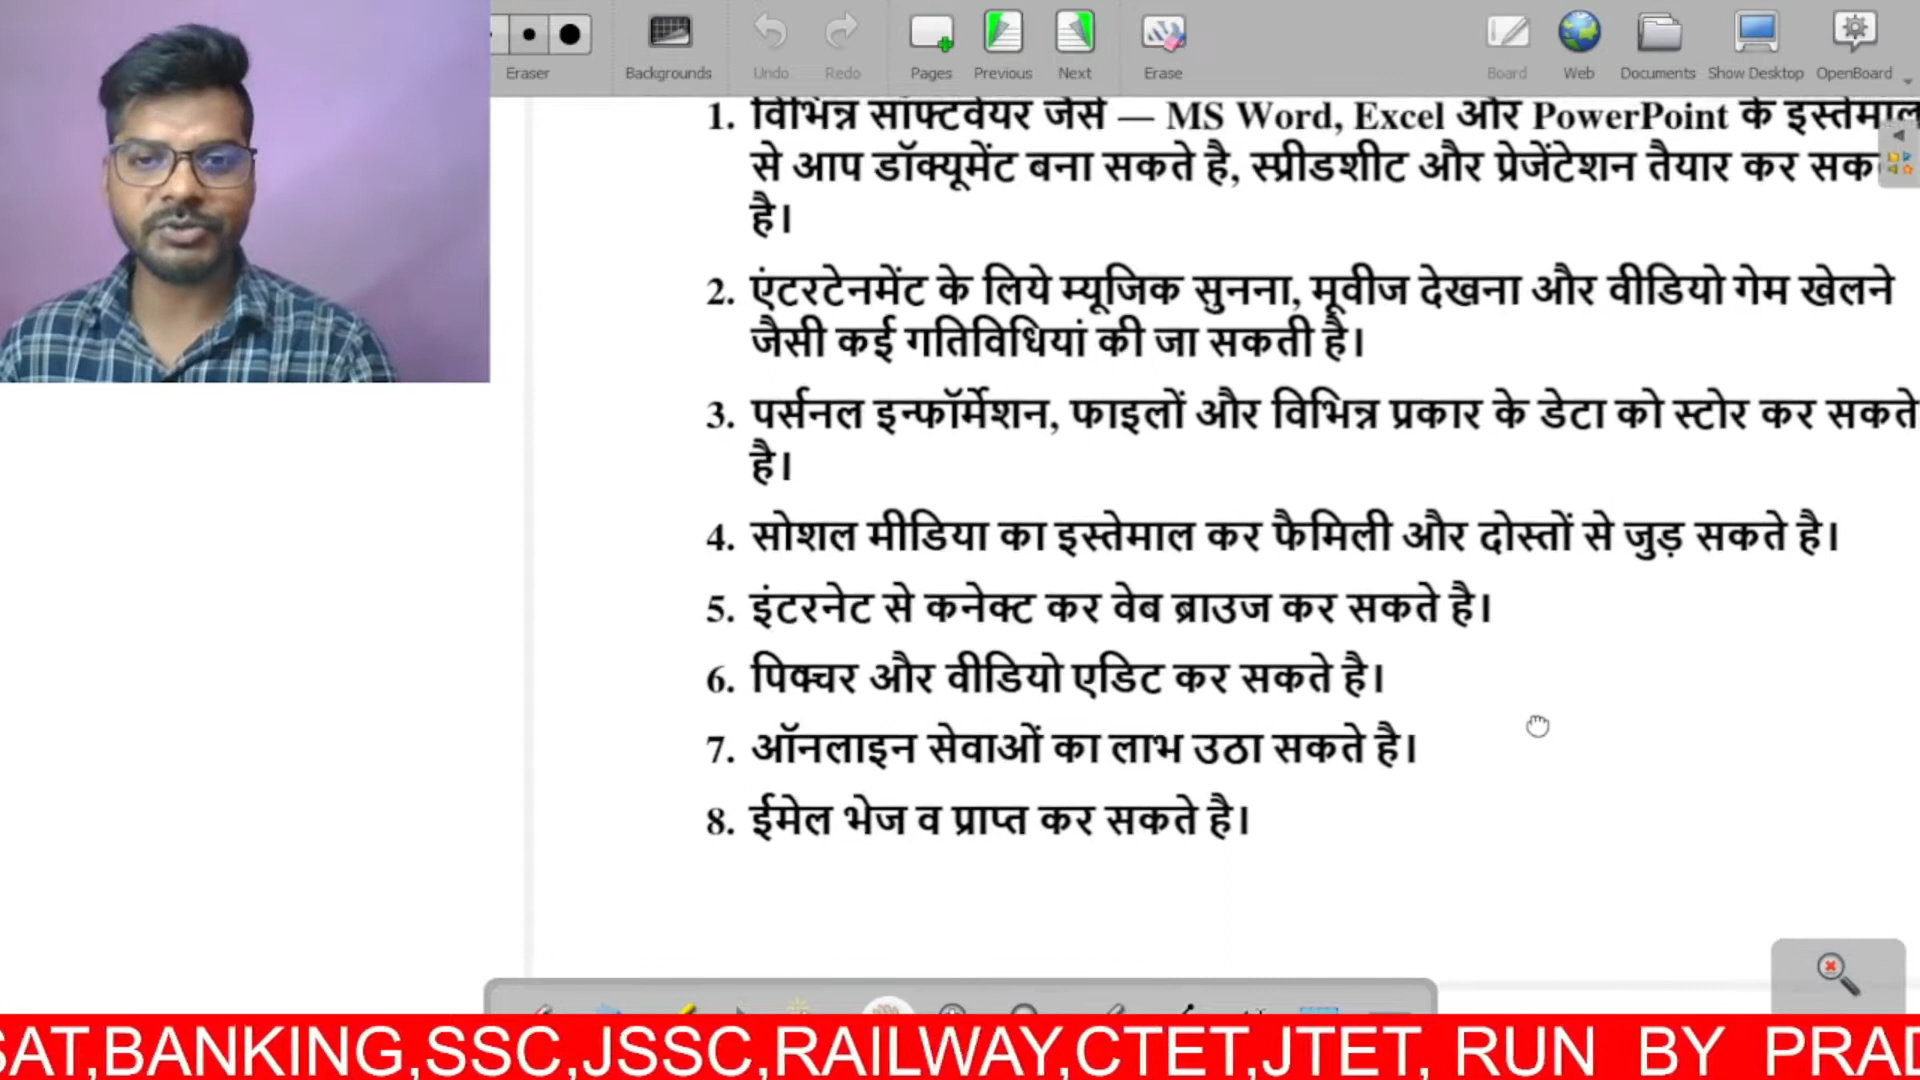 Eraser
Backgrounds
Undo
Redo
Pages
Previous
Next
Erase
Board
Web
Documents
Show Desktop
OpenBoard
1. विभिन्न सॉफ्टवेयर जैसे — MS Word, Excel और PowerPoint के इस्तेमाल
से आप डॉक्यूमेंट बना सकते है, स्प्रीडशीट और प्रेजेंटेशन तैयार कर
है।
2. एंटरटेनमेंट के लिये म्यूजिक सुनना, मूवीज देखना और वीडियो गेम खेलने
जैसी कई गतिविधियां की जा सकती है।
3. पर्सनल इन्फॉर्मेशन, फाइलों और विभिन्न प्रकार के डेटा को स्टोर कर सकते
है।
4. सोशल मीडिया का इस्तेमाल कर फैमिली और दोस्तों से जुड़ सकते है।
5. इंटरनेट से कनेक्ट कर वेब ब्राउज कर सकते है।
6. पिक्चर और वीडियो एडिट कर सकते है।
7. ऑनलाइन सेवाओं का लाभ उठा सकते है।
8. ईमेल भेज व प्राप्त कर सकते है।
SAT,BANKING,SSC,JSSC,RAILWAY,CTET,JTET, RUN BY PRAD